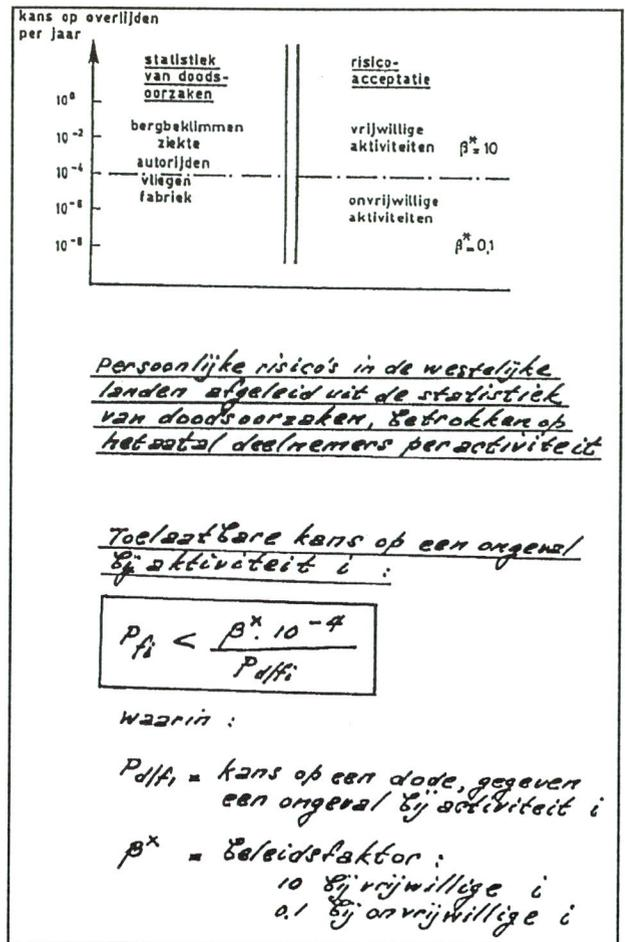 kans op overlijden
per jaar
statistiek
van doods-
oorzaken
risico-
acceptatie
10⁰
10⁻²
10⁻⁴
10⁻⁶
10⁻⁸
bergbeklimmen
ziekte
autorijden
vliegen
fabriek
vrijwillige
aktiviteiten β* = 10
onvrijwillige
aktiviteiten
β* = 0,1
Persoonlijke risico's in de westelijke
landen afgeleid uit de statistiek
van doodsoorzaken, betrokken op
het aatal deelnemers per activiteit
Toelaatbare kans op een ongeval
bij aktiviteit i :
P_fi < β*. 10⁻⁴ / P_d/fi
waarin :
P_d/fi = kans op een dode, gegeven
een ongeval bij activiteit i
β* = beleidsfaktor :
10 bij vrijwillige i
0.1 bij onvrijwillige i